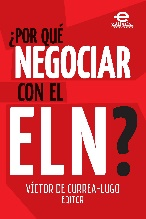 ¿POR QUÉ
NEGOCIAR
CON EL
ELN?
VÍCTOR DE CURREA-LUGO
EDITOR